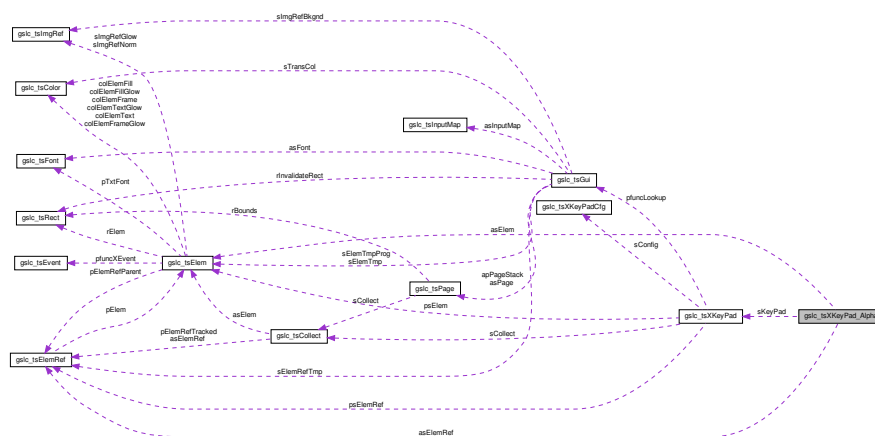 sImgRefBkgnd
gslc_tsImgRef
sImgRefGlow
sImgRefNorm
sTransCol
colElemFill
colElemFillGlow
colElemFrame
colElemTextGlow
colElemText
colElemFrameGlow
gslc_tsColor
gslc_tsInputMap
asInputMap
asFont
gslc_tsFont
rInvalidateRect
gslc_tsGui
pTxtFont
pfuncLookup
gslc_tsXKeyPadCfg
rBounds
gslc_tsRect
rElem
asElem
sConfig
sElemTmpProg
sElemTmp
gslc_tsEvent
pfuncXEvent
gslc_tsElem
pElemRefParent
apPageStack
asPage
gslc_tsPage
sCollect
psElem
pElem
asElem
gslc_tsXKeyPad
sKeyPad
gslc_tsXKeyPad_Alpha
pElemRefTracked
asElemRef
gslc_tsCollect
sCollect
gslc_tsElemRef
sElemRefTmp
psElemRef
asElemRef